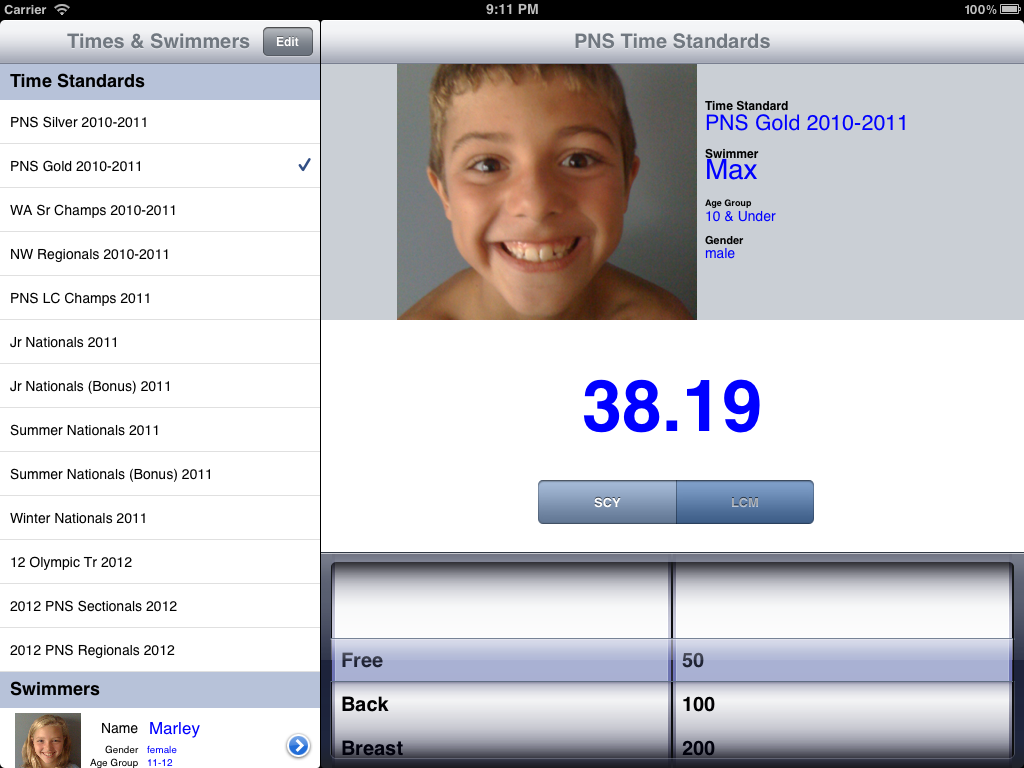 Carrier
9:11 PM
100%
Times & Swimmers
Edit
PNS Time Standards
Time Standards
PNS Silver 2010-2011
PNS Gold 2010-2011
WA Sr Champs 2010-2011
NW Regionals 2010-2011
PNS LC Champs 2011
Jr Nationals 2011
Jr Nationals (Bonus) 2011
Summer Nationals 2011
Summer Nationals (Bonus) 2011
Winter Nationals 2011
12 Olympic Tr 2012
2012 PNS Sectionals 2012
2012 PNS Regionals 2012
Swimmers
Name Marley
Gender female
Age Group 11-12
Time Standard
PNS Gold 2010-2011
Swimmer
Max
Age Group
10 & Under
Gender
male
38.19
SCY
LCM
Free 50
Back 100
Breast 200